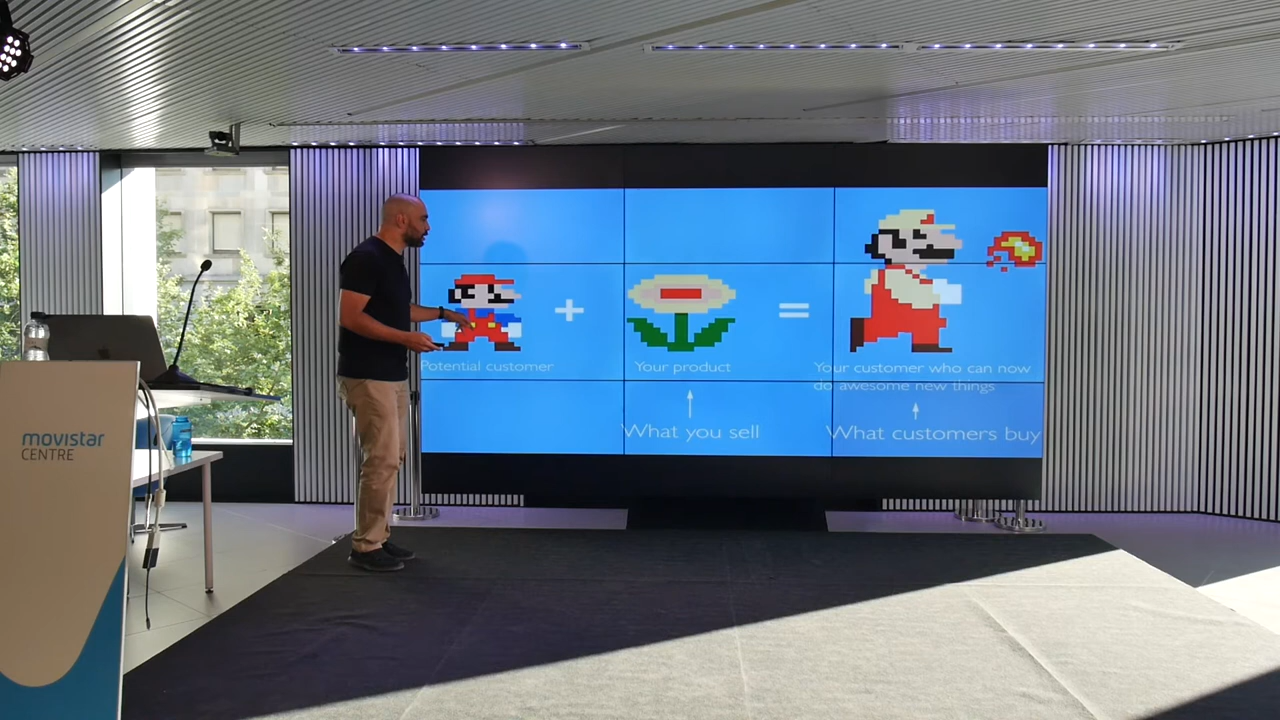 movistar
CENTRE
+
=
Potential customer
Your product
Your customer who can now
do awesome new things
What you sell
What customers buy